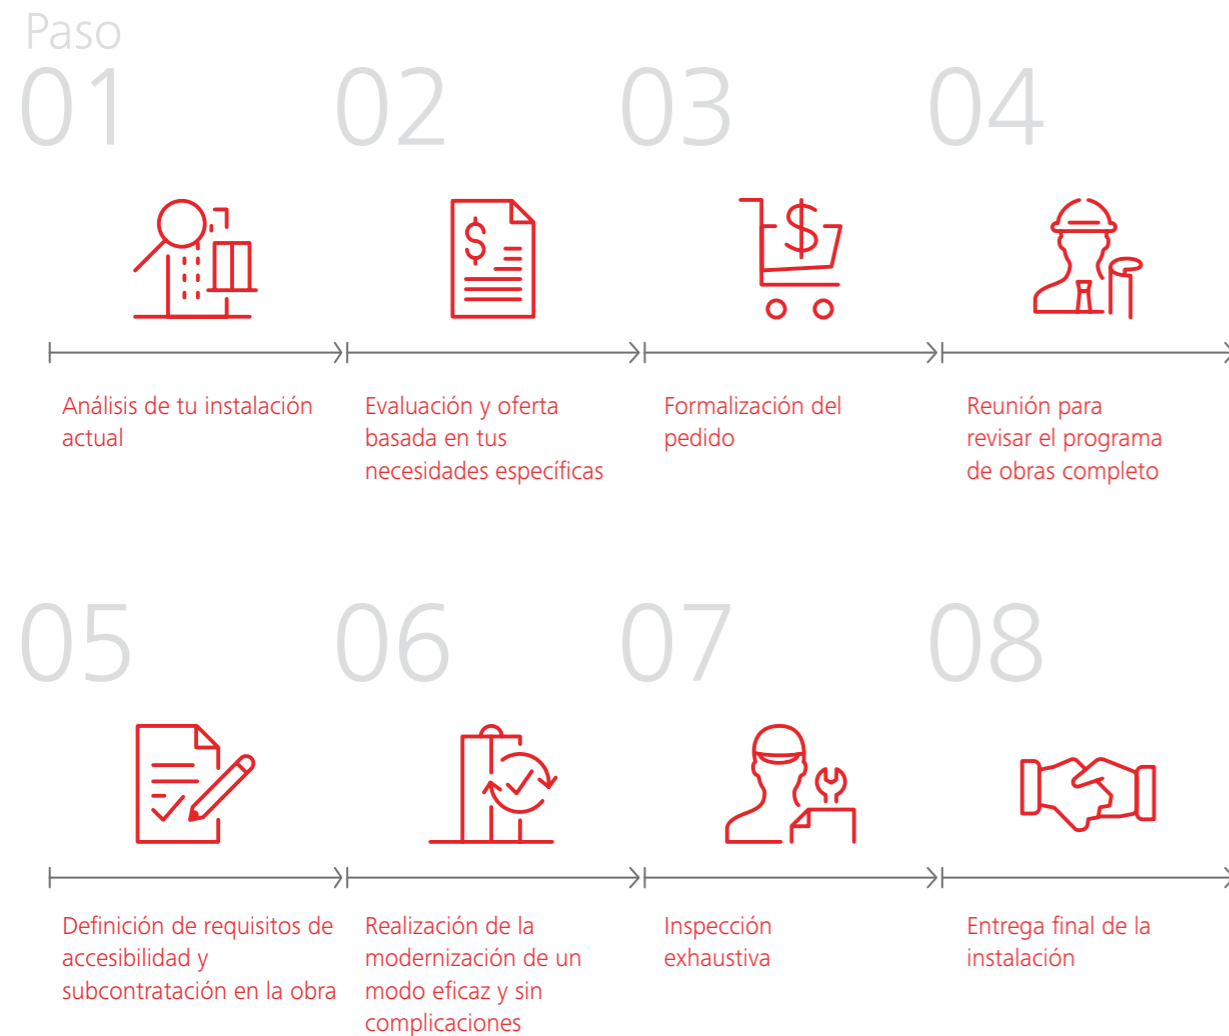 Paso
01
02
03
04
Análisis de tu instalación
actual
Evaluación y oferta
basada en tus
necesidades específicas
Formalización del
pedido
Reunión para
revisar el programa
de obras completo
05
06
07
08
Definición de requisitos de
accesibilidad y
subcontratación en la obra
Realización de la
modernización de un
modo eficaz y sin
complicaciones
Inspección
exhaustiva
Entrega final de la
instalación